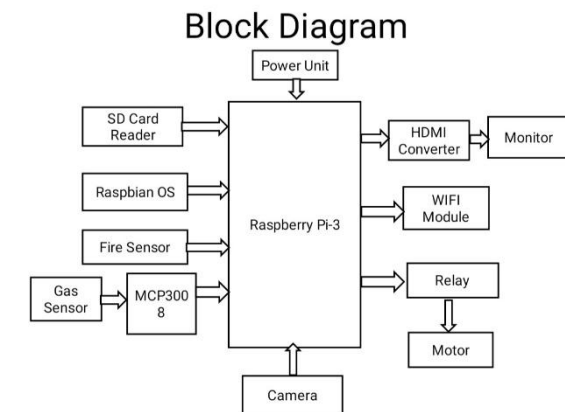 Block Diagram
Power Unit
SD Card
Reader
HDMI
Converter
Monitor
Raspbian OS
WIFI
Module
Raspberry Pi-3
Fire Sensor
Gas
Sensor
MCP300
8
Relay
Motor
Camera